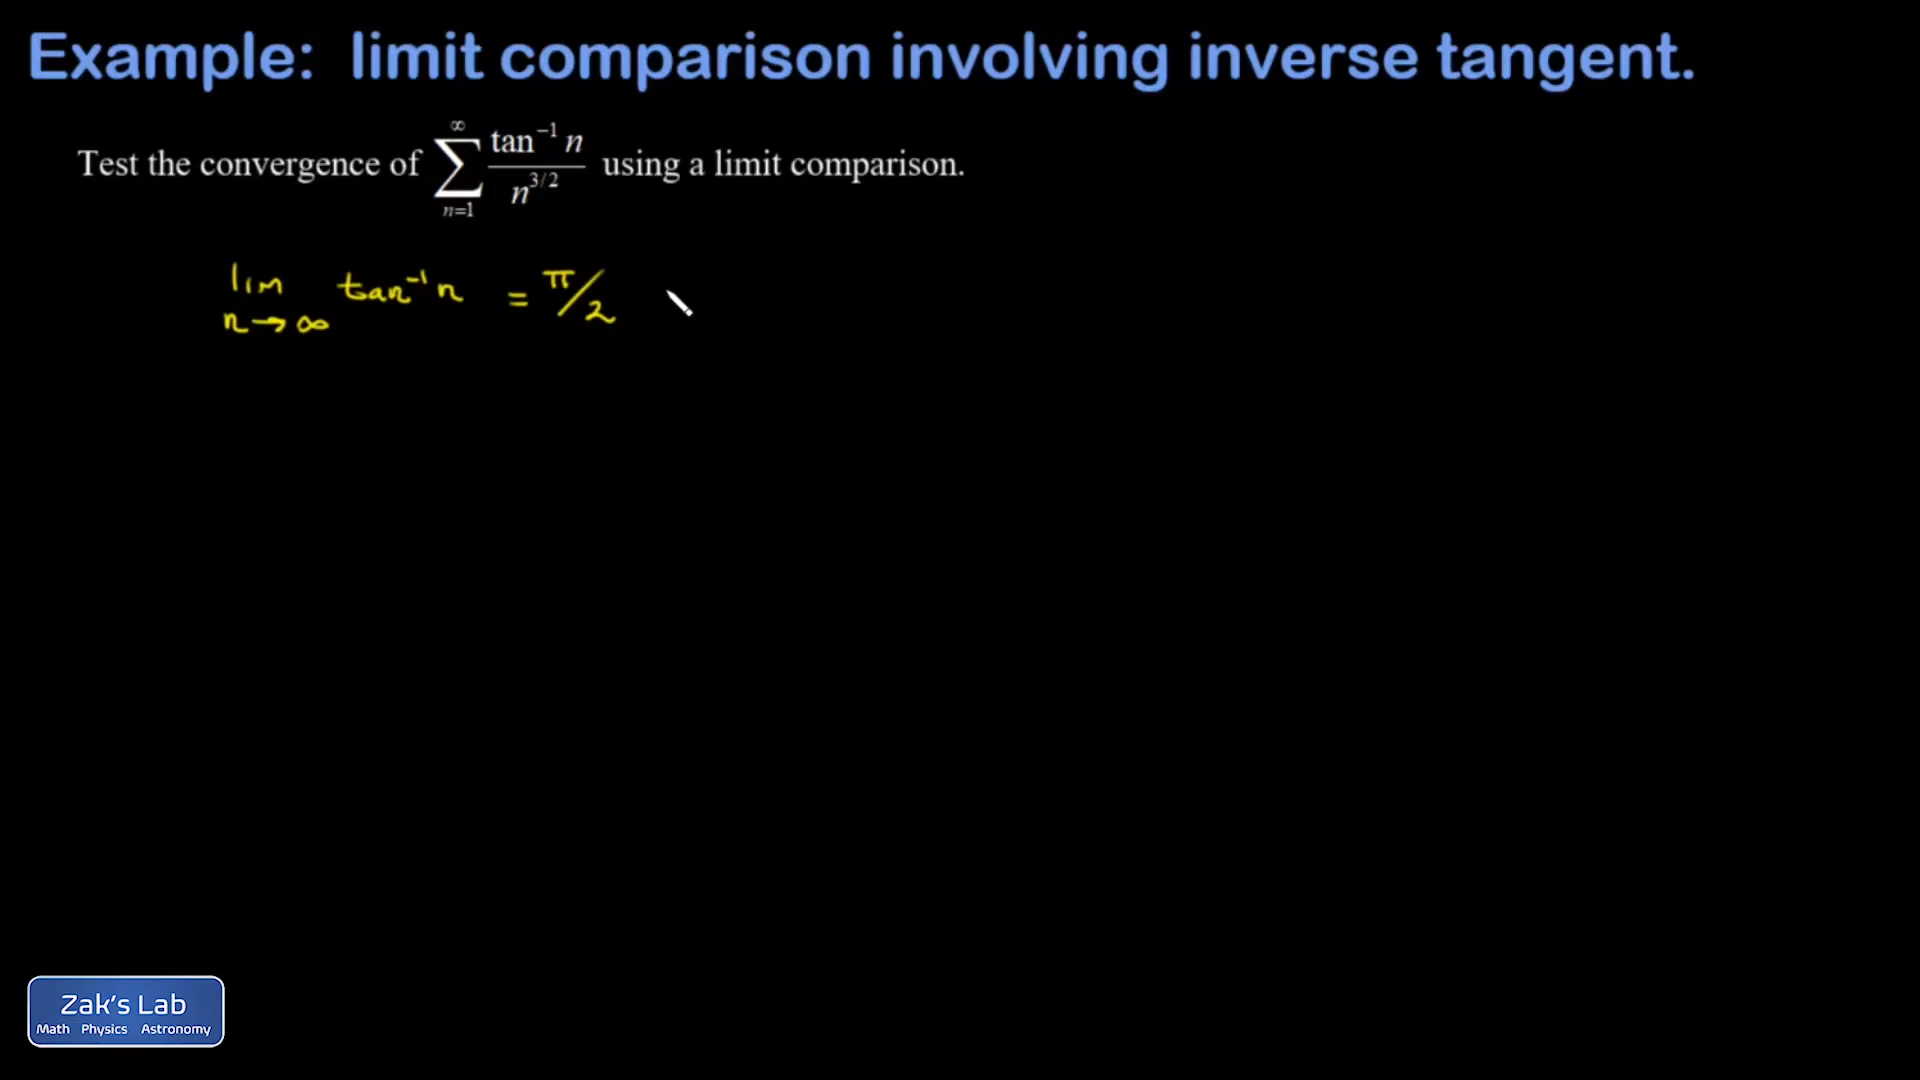 Example: limit comparison involving inverse tangent.
Test the convergence of ∑_{n=1}^{∞} tan⁻¹ n / n^{3/2} using a limit comparison.
lim_{n→∞} tan⁻¹ n = π/2
Zak's Lab
Math Physics Astronomy